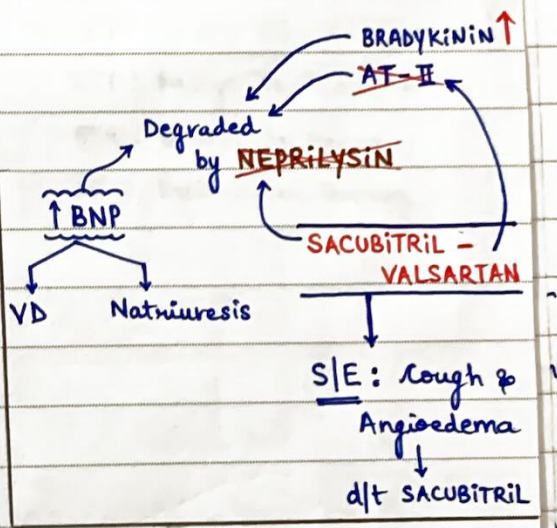 BRADYKININ ↑
AT-II
Degraded
by NEPRILYSIN
↑ BNP
VD
Natriuresis
SACUBITRIL -
VALSARTAN
S/E: Cough &
Angioedema
↓
d/t SACUBITRIL